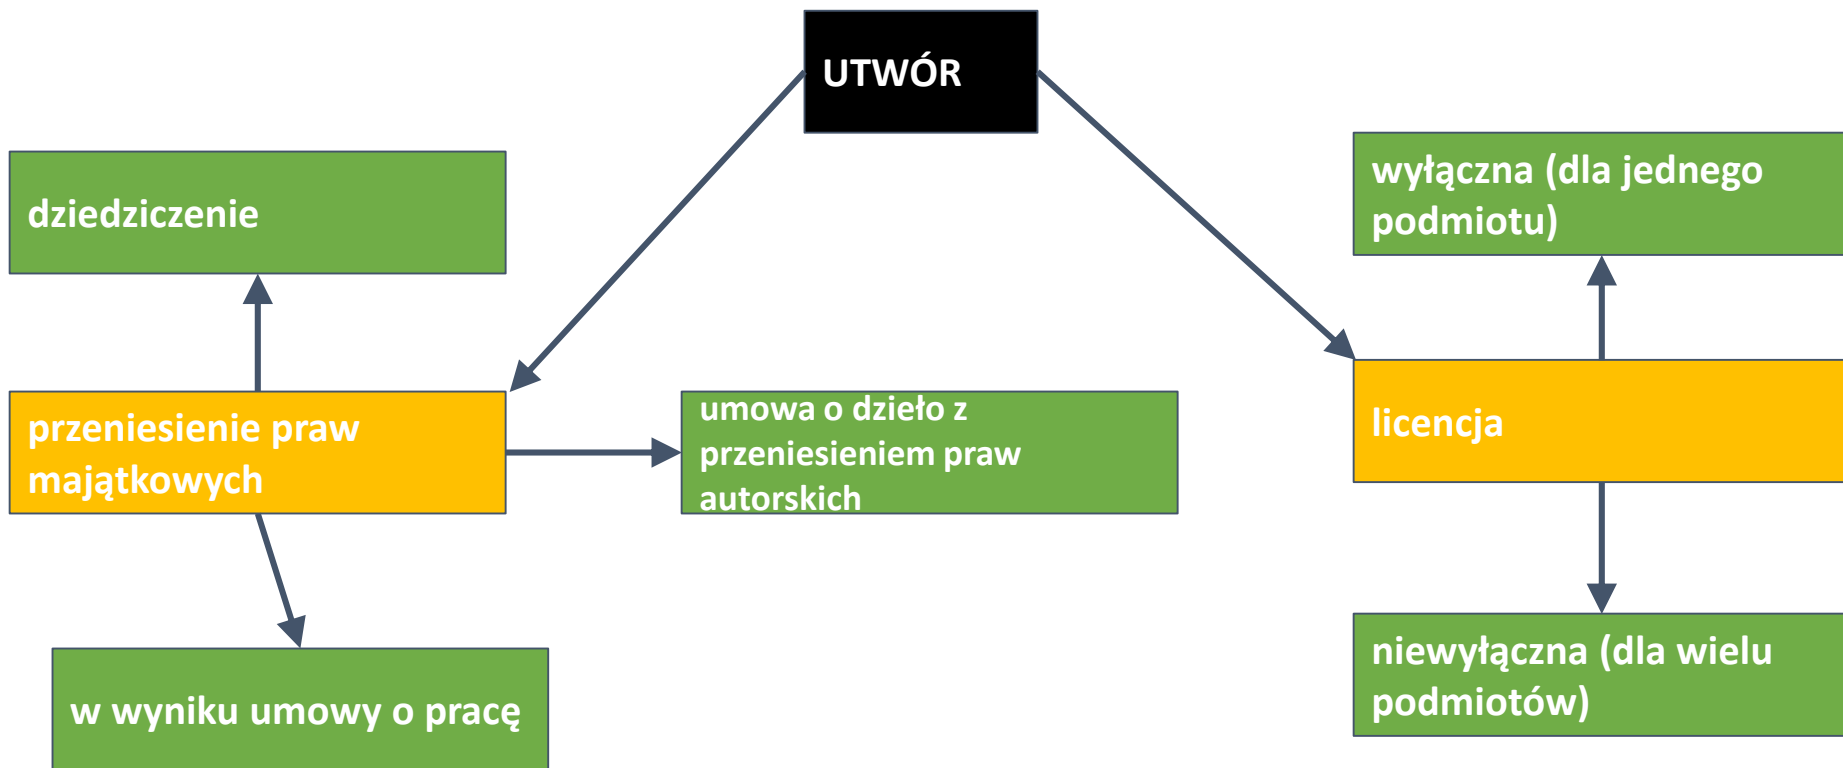 UTWÓR
dziedziczenie
wyłączna (dla jednego
podmiotu)
przeniesienie praw
majątkowych
umowa o dzieło z
przeniesieniem praw
autorskich
licencja
w wyniku umowy o pracę
niewyłączna (dla wielu
podmiotów)